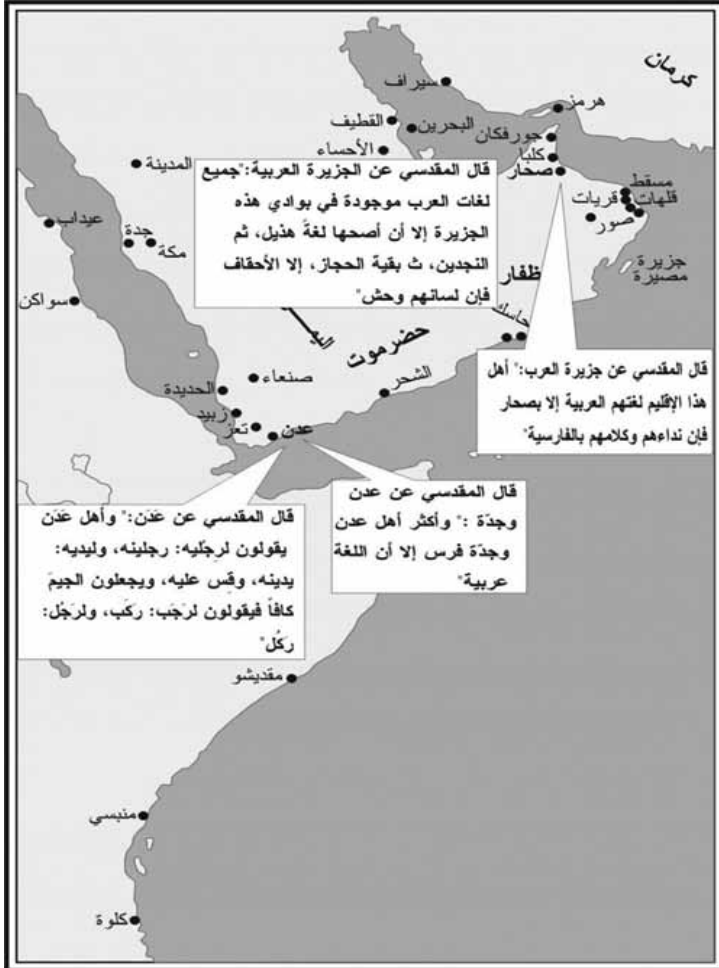 كرمان
سيراف
هرمز
القطيف
البحرين
جورفكان
الأحساء
كلبا
صحار
المدينة
مسقط
قلهات
قريات
صور
عيذاب
جدة
مكة
جزيرة
مصيرة
ظفار
سواكن
حاسك
حضرموت
صنعاء
الشحر
الحديدة
زبيد
تعز
عدن
قال المقدسي عن الجزيرة العربية:"جميع
لغات العرب موجودة في بوادي هذه
الجزيرة إلا أن أصحها لغةً هذيل، ثم
النجدين، ث بقية الحجاز، إلا الأحقاف
فإن لسانهم وحش"
قال المقدسي عن جزيرة العرب:" أهل
هذا الإقليم لغتهم العربية إلا بصحار
فإن نداءهم وكلامهم بالفارسية"
قال المقدسي عن عدن
وجدّة :" وأكثر أهل عدن
وجدّة فرس إلا أن اللغة
عربية"
قال المقدسي عن عَدَن:" وأهل عَدَن
يقولون لرجْليه: رجلينه، وليديه:
يدينه، وقِس عليه، ويجعلون الجيمَ
كافاً فيقولون لرَجَب: ركَب، ولرَجُل:
رَكُل"
مقديشو
منبسي
كلوة